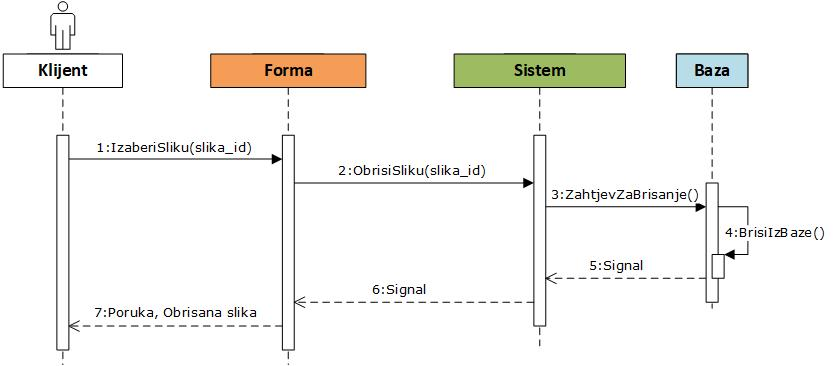 Klijent
Forma
Sistem
Baza
1:IzaberiSliku(slika_id)
2:ObrisiSliku(slika_id)
3:ZahtjevZaBrisanje()
4:BrisiIzBaze()
5:Signal
6:Signal
7:Poruka, Obrisana slika